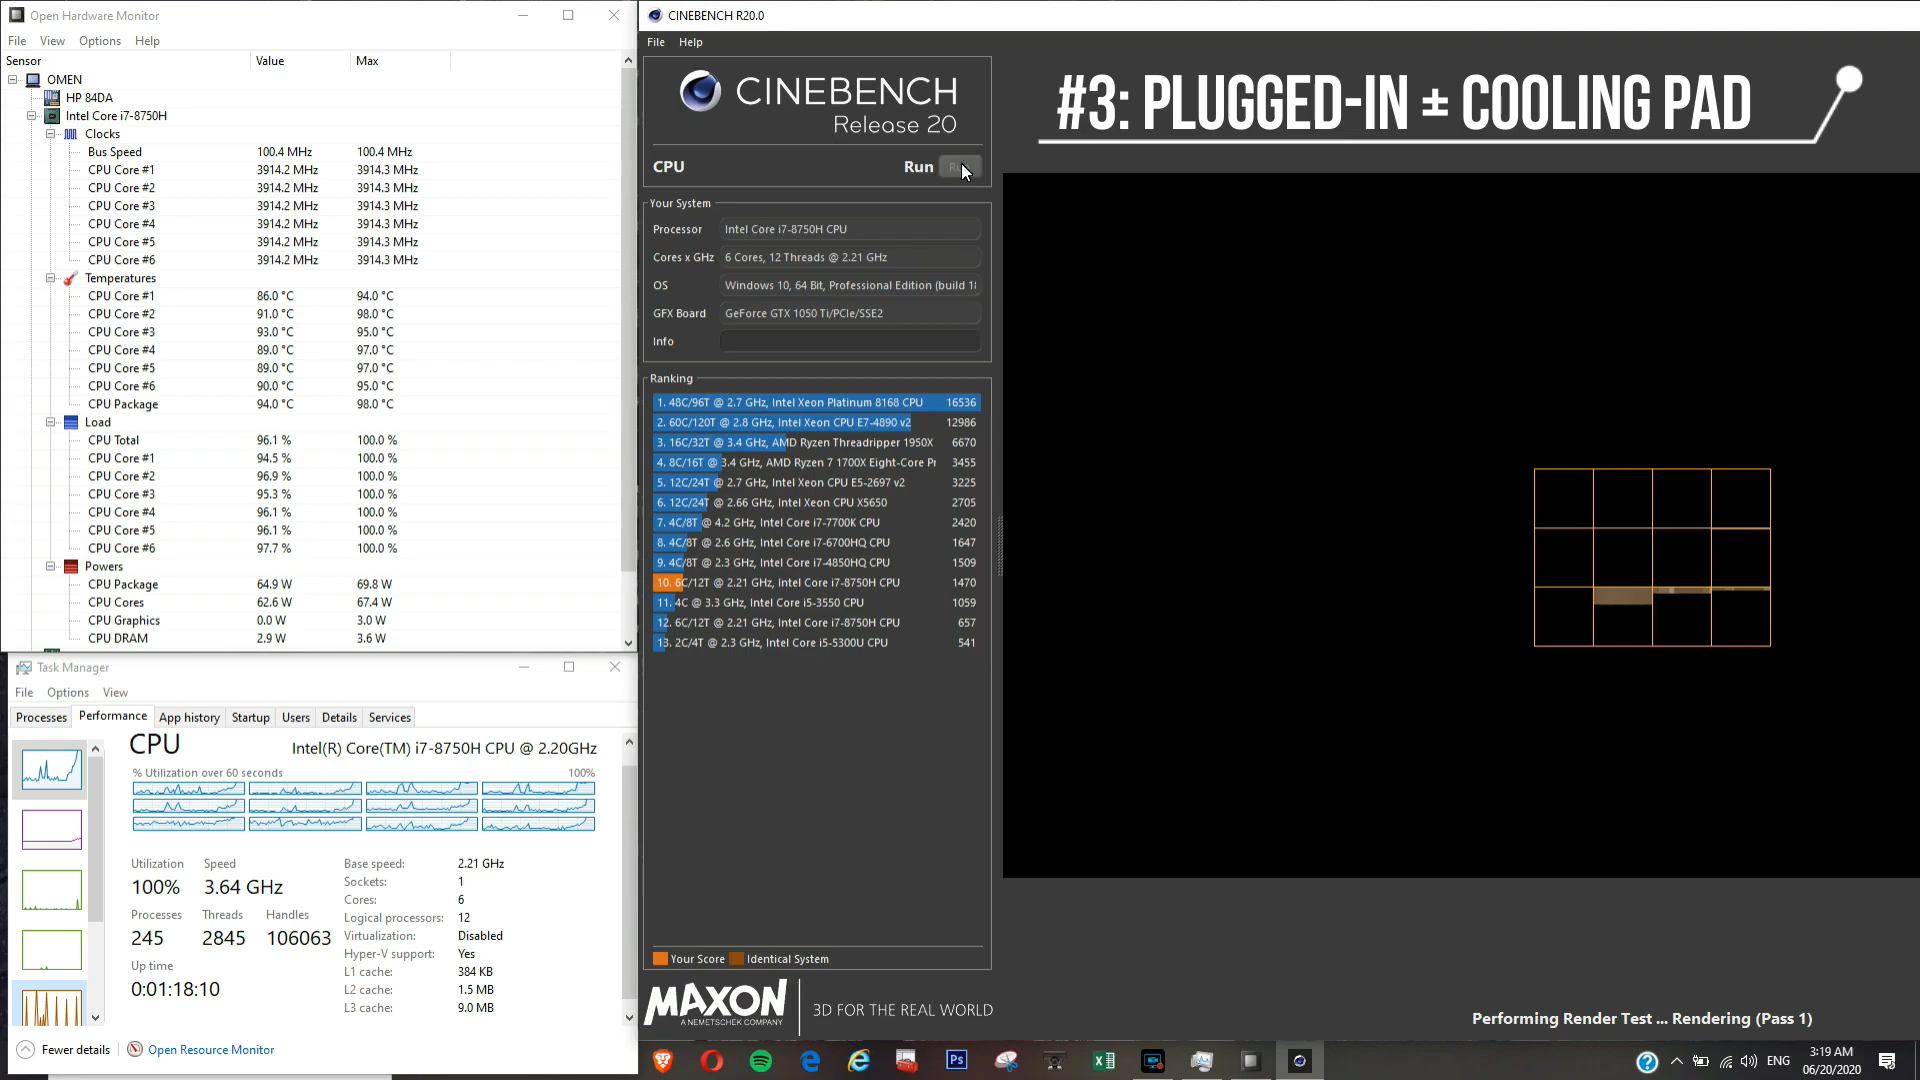 Open Hardware Monitor
File View Options Help
Sensor Value Max
OMEN
HP 84DA
Intel Core i7-8750H
Clocks
Bus Speed 100.4 MHz 100.4 MHz
CPU Core #1 3914.2 MHz 3914.3 MHz
CPU Core #2 3914.2 MHz 3914.3 MHz
CPU Core #3 3914.2 MHz 3914.3 MHz
CPU Core #4 3914.2 MHz 3914.3 MHz
CPU Core #5 3914.2 MHz 3914.3 MHz
CPU Core #6 3914.2 MHz 3914.3 MHz
Temperatures
CPU Core #1 86.0 °C 94.0 °C
CPU Core #2 91.0 °C 98.0 °C
CPU Core #3 93.0 °C 95.0 °C
CPU Core #4 89.0 °C 97.0 °C
CPU Core #5 89.0 °C 97.0 °C
CPU Core #6 90.0 °C 95.0 °C
CPU Package 94.0 °C 98.0 °C
Load
CPU Total 96.1 % 100.0 %
CPU Core #1 94.5 % 100.0 %
CPU Core #2 96.9 % 100.0 %
CPU Core #3 95.3 % 100.0 %
CPU Core #4 96.1 % 100.0 %
CPU Core #5 96.1 % 100.0 %
CPU Core #6 97.7 % 100.0 %
Powers
CPU Package 64.9 W 69.8 W
CPU Cores 62.6 W 67.4 W
CPU Graphics 0.0 W 3.0 W
CPU DRAM 2.9 W 3.6 W
Task Manager
File Options View
Processes Performance App history Startup Users Details Services
CPU Intel(R) Core(TM) i7-8750H CPU @ 2.20GHz
% Utilization over 60 seconds 100%
Utilization Speed
100% 3.64 GHz
Processes Threads Handles
245 2845 106063
Up time
0:01:18:10
Base speed: 2.21 GHz
Sockets: 1
Cores: 6
Logical processors: 12
Virtualization: Disabled
Hyper-V support: Yes
L1 cache: 384 KB
L2 cache: 1.5 MB
L3 cache: 9.0 MB
Fewer details Open Resource Monitor
CINEBENCH R20.0
File Help
CINEBENCH
Release 20
CPU Run
Your System
Processor Intel Core i7-8750H CPU
Cores x GHz 6 Cores, 12 Threads @ 2.21 GHz
OS Windows 10, 64 Bit, Professional Edition (build 18
GFX Board GeForce GTX 1050 Ti/PCIe/SSE2
Info
Ranking
1. 48C/96T @ 2.7 GHz, Intel Xeon Platinum 8168 CPU 16536
2. 60C/120T @ 2.8 GHz, Intel Xeon CPU E7-4890 v2 12986
3. 16C/32T @ 3.4 GHz, AMD Ryzen Threadripper 1950X 6670
4. 8C/16T @ 3.4 GHz, AMD Ryzen 7 1700X Eight-Core Pr 3455
5. 12C/24T @ 2.7 GHz, Intel Xeon CPU E5-2697 v2 3225
6. 12C/24T @ 2.66 GHz, Intel Xeon CPU X5650 2705
7. 4C/8T @ 4.2 GHz, Intel Core i7-7700K CPU 2420
8. 4C/8T @ 2.6 GHz, Intel Core i7-6700HQ CPU 1647
9. 4C/8T @ 2.3 GHz, Intel Core i7-4850HQ CPU 1509
10. 6C/12T @ 2.21 GHz, Intel Core i7-8750H CPU 1470
11. 4C @ 3.3 GHz, Intel Core i5-3550 CPU 1059
12. 6C/12T @ 2.21 GHz, Intel Core i7-8750H CPU 657
13. 2C/4T @ 2.3 GHz, Intel Core i5-5300U CPU 541
Your Score Identical System
MAXON
A NEMETSCHEK COMPANY
3D FOR THE REAL WORLD
#3: PLUGGED-IN ± COOLING PAD
Performing Render Test ... Rendering (Pass 1)
Ps
ENG
3:19 AM
06/20/2020